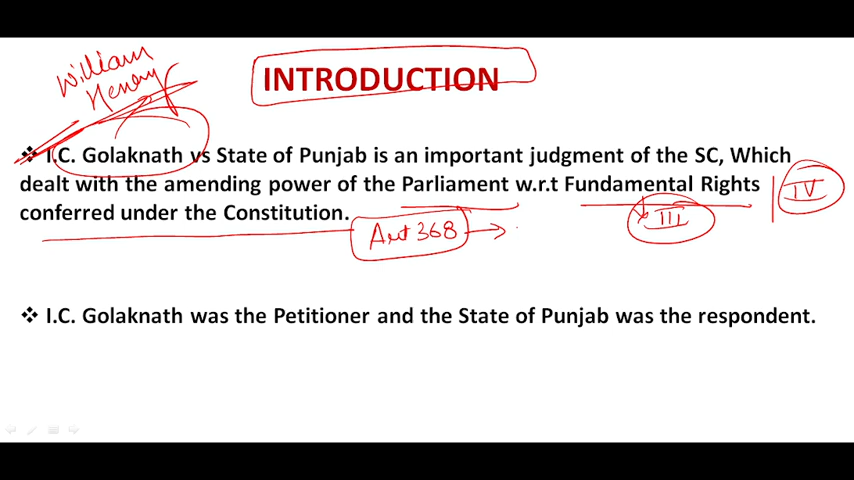 William
Henry
INTRODUCTION
❖ I.C. Golaknath vs State of Punjab is an important judgment of the SC, Which
dealt with the amending power of the Parliament w.r.t Fundamental Rights
IV
conferred under the Constitution.
Art 368
III
❖ I.C. Golaknath was the Petitioner and the State of Punjab was the respondent.